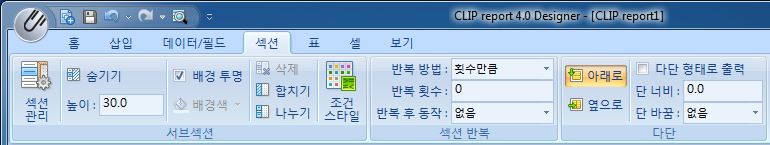 CLIP report 4.0 Designer - [CLIP report1]
홈 삽입 데이터/필드 섹션 표 셀 보기
섹션 관리
숨기기
높이 : 30.0
배경 투명
배경색
삭제
합치기
나누기
조건 스타일
서브섹션
반복 방법 : 횟수만큼
반복 횟수 : 0
반복 후 동작 : 없음
섹션 반복
아래로
옆으로
다단 형태로 출력
단 너비 : 0.0
단 바꿈 : 없음
다단